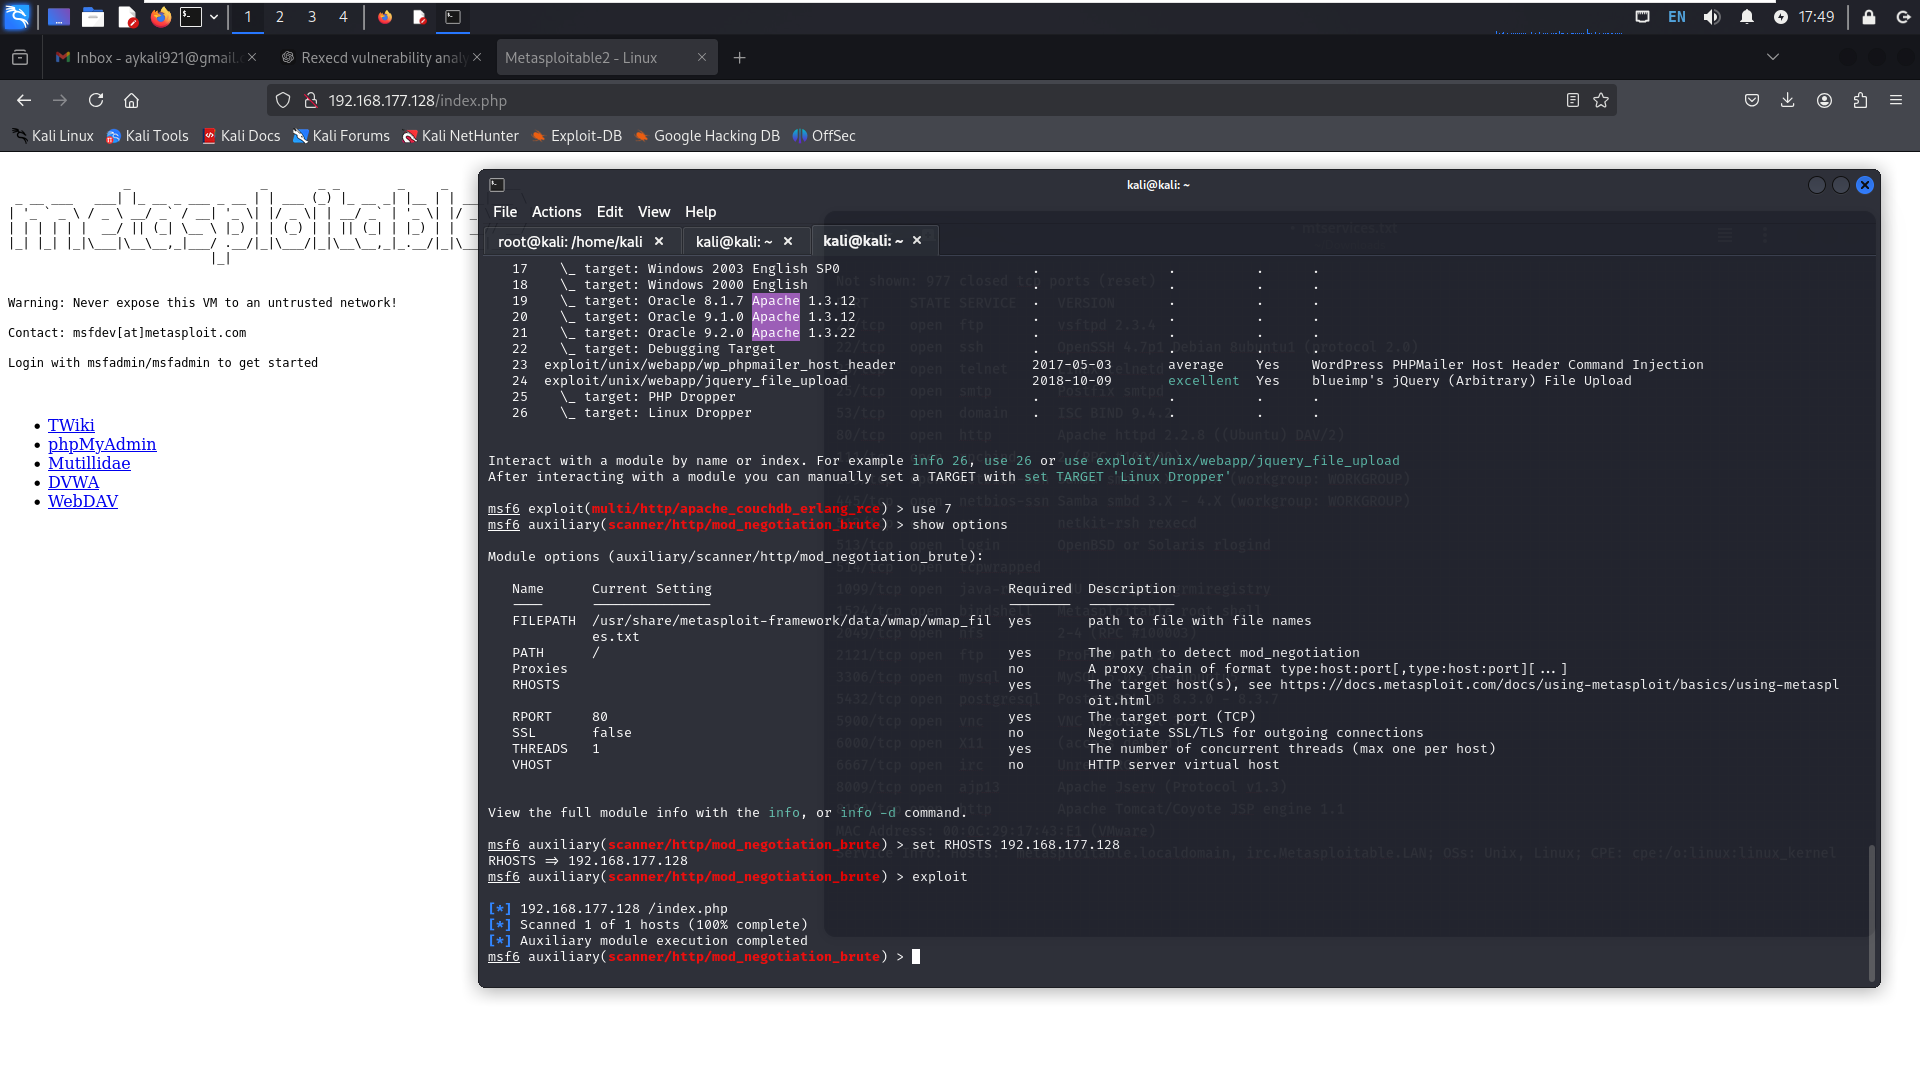 1 2 3 4 EN 17:49
Inbox - aykali921@gmail. Rexecd vulnerability analy Metasploitable2 - Linux
192.168.177.128/index.php
Kali Linux Kali Tools Kali Docs Kali Forums Kali NetHunter Exploit-DB Google Hacking DB OffSec
Warning: Never expose this VM to an untrusted network!
Contact: msfdev[at]metasploit.com
Login with msfadmin/msfadmin to get started
• TWiki
• phpMyAdmin
• Mutillidae
• DVWA
• WebDAV
kali@kali: ~
File Actions Edit View Help
root@kali: /home/kali kali@kali: ~ kali@kali: ~
17 \_ target: Windows 2003 English SP0 . . . .
18 \_ target: Windows 2000 English . . . .
19 \_ target: Oracle 8.1.7 Apache 1.3.12 . . . .
20 \_ target: Oracle 9.1.0 Apache 1.3.12 . . . .
21 \_ target: Oracle 9.2.0 Apache 1.3.22 . . . .
22 \_ target: Debugging Target . . . .
23 exploit/unix/webapp/wp_phpmailer_host_header 2017-05-03 average Yes WordPress PHPMailer Host Header Command Injection
24 exploit/unix/webapp/jquery_file_upload 2018-10-09 excellent Yes blueimp's jQuery (Arbitrary) File Upload
25 \_ target: PHP Dropper . . . .
26 \_ target: Linux Dropper . . . .
Interact with a module by name or index. For example info 26, use 26 or use exploit/unix/webapp/jquery_file_upload
After interacting with a module you can manually set a TARGET with set TARGET 'Linux Dropper'
msf6 exploit(multi/http/apache_couchdb_erlang_rce) > use 7
msf6 auxiliary(scanner/http/mod_negotiation_brute) > show options
Module options (auxiliary/scanner/http/mod_negotiation_brute):
Name Current Setting Required Description
FILEPATH /usr/share/metasploit-framework/data/wmap/wmap_fil yes path to file with file names
es.txt
PATH / yes The path to detect mod_negotiation
Proxies no A proxy chain of format type:host:port[,type:host:port][...]
RHOSTS yes The target host(s), see https://docs.metasploit.com/docs/using-metasploit/basics/using-metaspl
oit.html
RPORT 80 yes The target port (TCP)
SSL false no Negotiate SSL/TLS for outgoing connections
THREADS 1 yes The number of concurrent threads (max one per host)
VHOST no HTTP server virtual host
View the full module info with the info, or info -d command.
msf6 auxiliary(scanner/http/mod_negotiation_brute) > set RHOSTS 192.168.177.128
RHOSTS => 192.168.177.128
msf6 auxiliary(scanner/http/mod_negotiation_brute) > exploit
[*] 192.168.177.128 /index.php
[*] Scanned 1 of 1 hosts (100% complete)
[*] Auxiliary module execution completed
msf6 auxiliary(scanner/http/mod_negotiation_brute) >